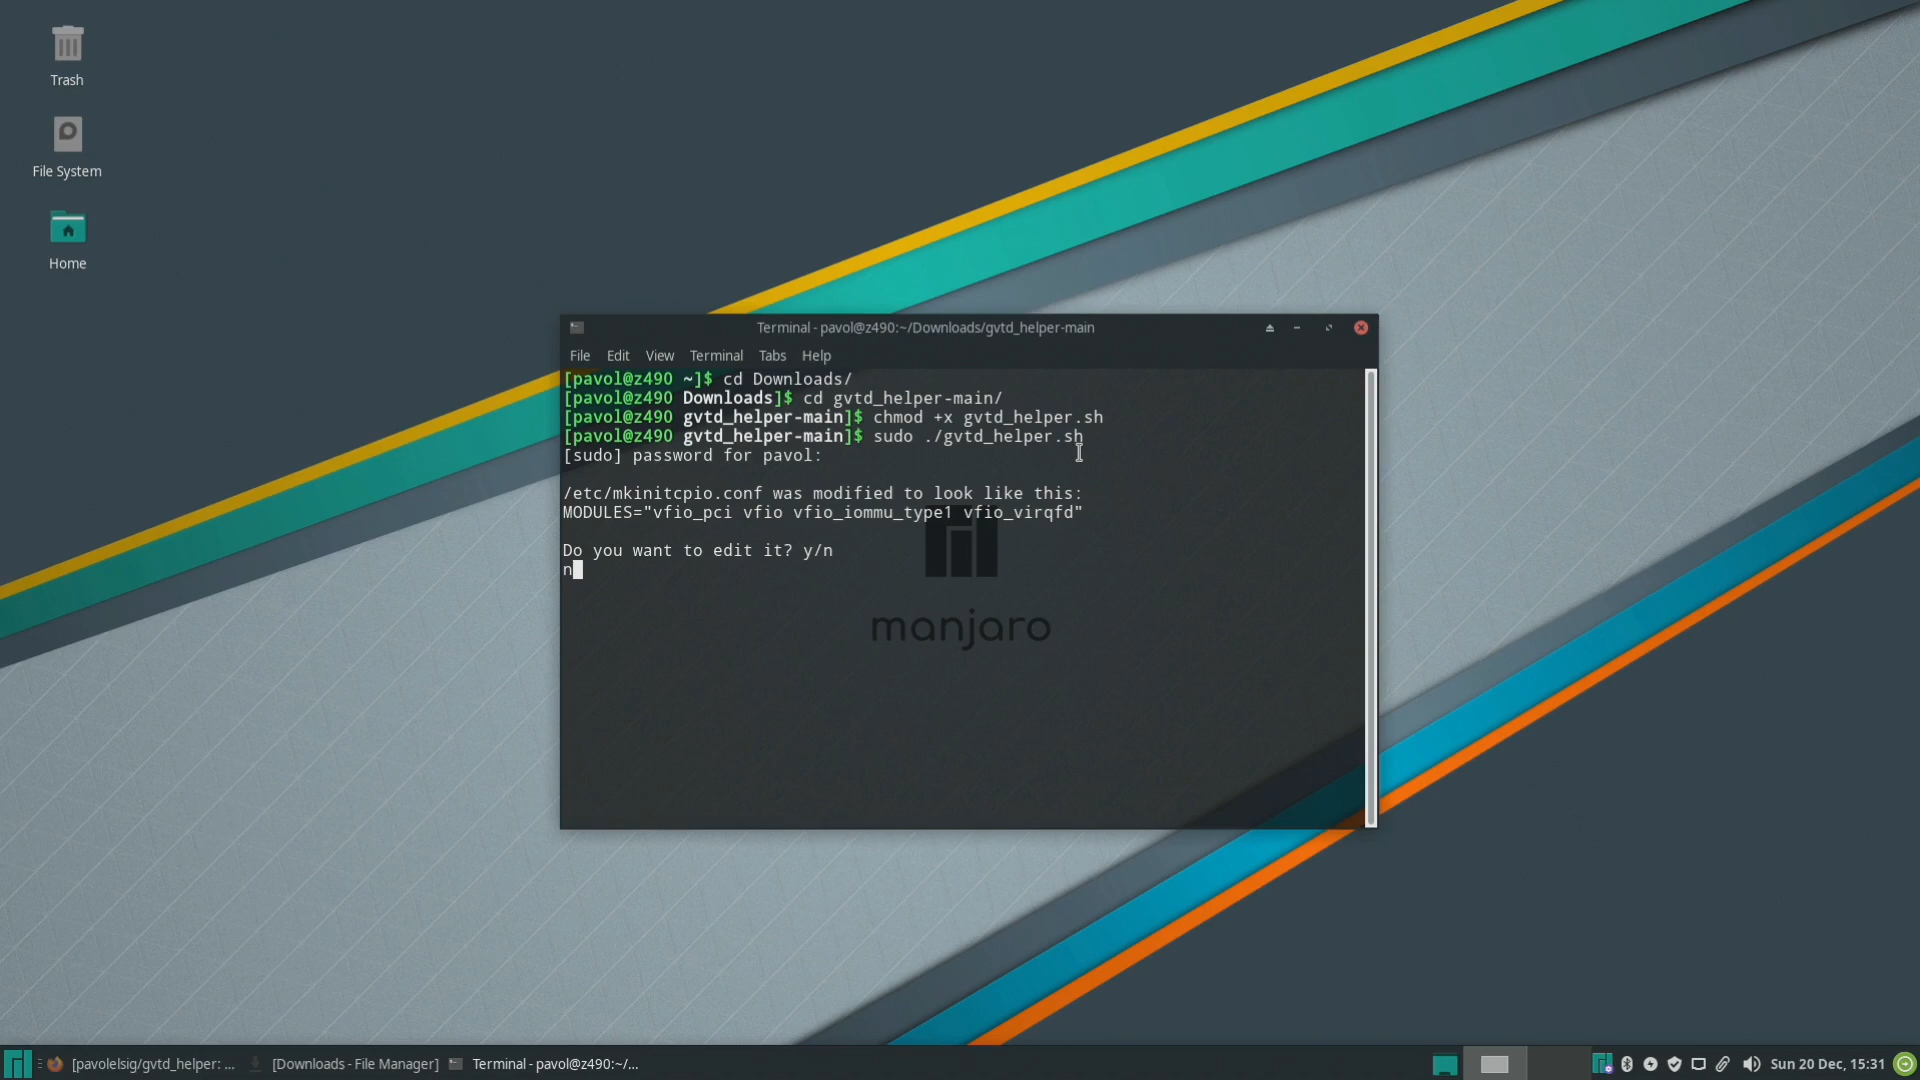 Trash
File System
Home
Terminal - pavol@z490:~/Downloads/gvtd_helper-main
File Edit View Terminal Tabs Help
[pavol@z490 ~]$ cd Downloads/
[pavol@z490 Downloads]$ cd gvtd_helper-main/
[pavol@z490 gvtd_helper-main]$ chmod +x gvtd_helper.sh
[pavol@z490 gvtd_helper-main]$ sudo ./gvtd_helper.sh
[sudo] password for pavol:
/etc/mkinitcpio.conf was modified to look like this:
MODULES="vfio_pci vfio vfio_iommu_type1 vfio_virqfd"
Do you want to edit it? y/n
n
manjaro
[pavolelsig/gvtd_helper: ... [Downloads - File Manager] Terminal - pavol@z490:~/... Sun 20 Dec, 15:31